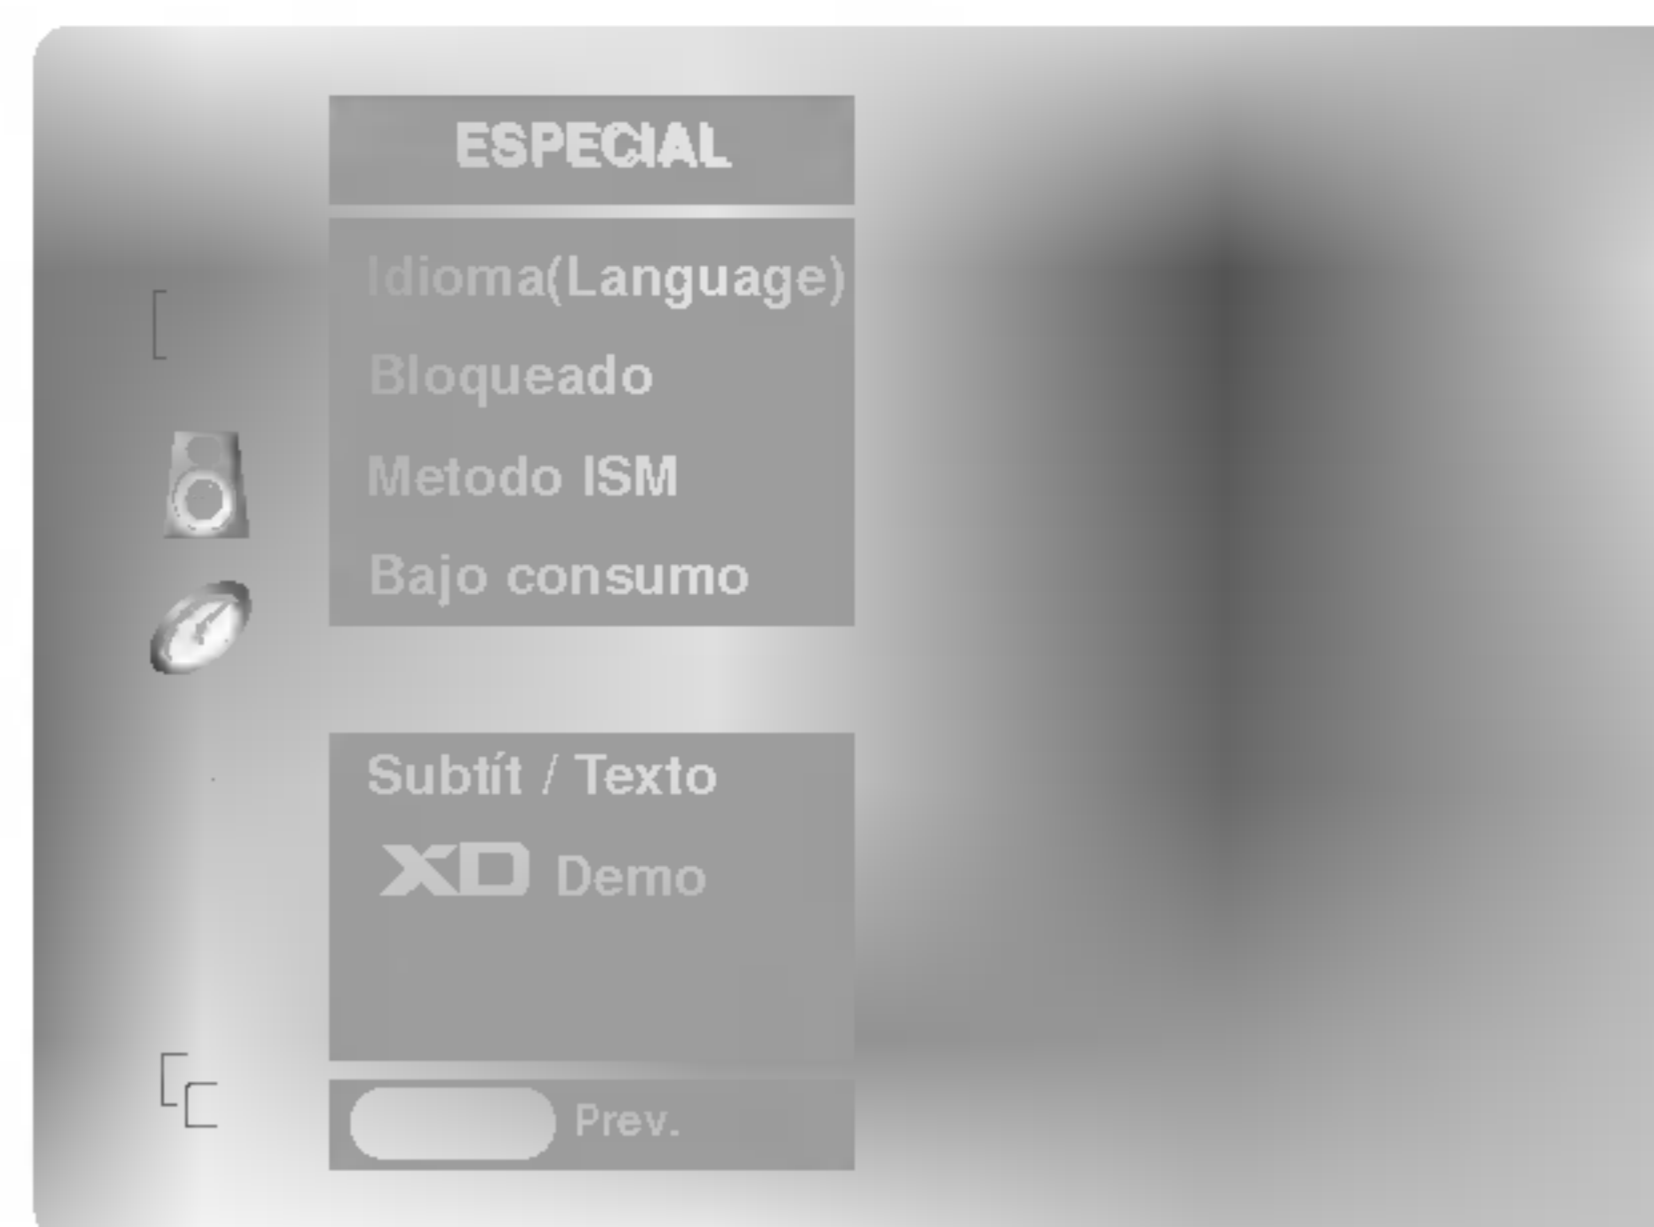 ESPECIAL
Idioma(Language)
Bloqueado
Metodo ISM
Bajo consumo
Subtít / Texto
XD Demo
Prev.